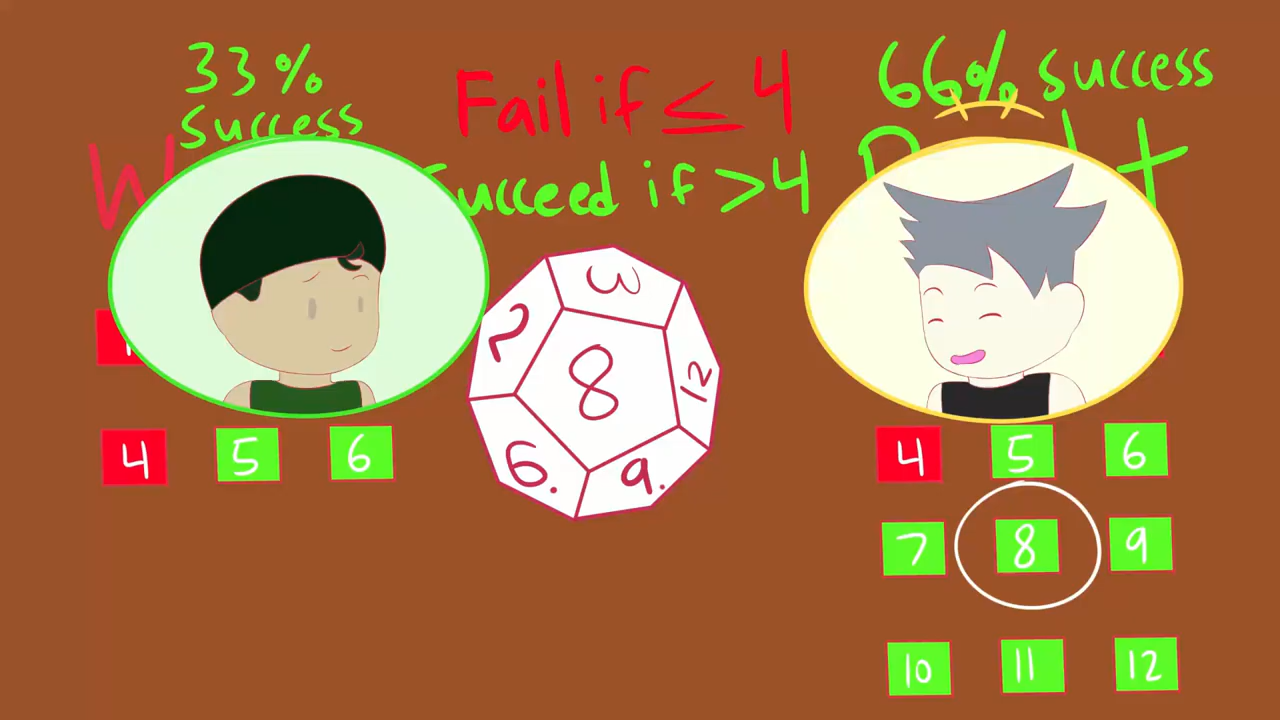 33%
success
Fail if ≤ 4
Succeed if >4
66% success
3
2
8
12
6.
9.
4 5 6
4 5 6
7 8 9
10 11 12